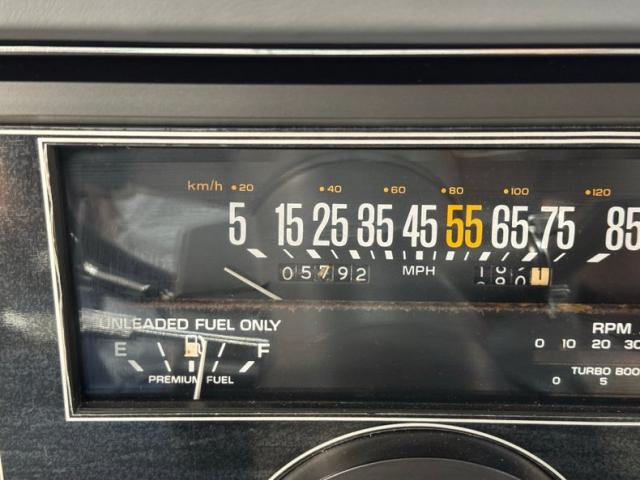 km/h 20 40 60 80 100 120
5 15 25 35 45 55 65 75 85
05792 MPH
UNLEADED FUEL ONLY
RPM
E F
0 10 20 30
PREMIUM FUEL
TURBO BOO
0 5